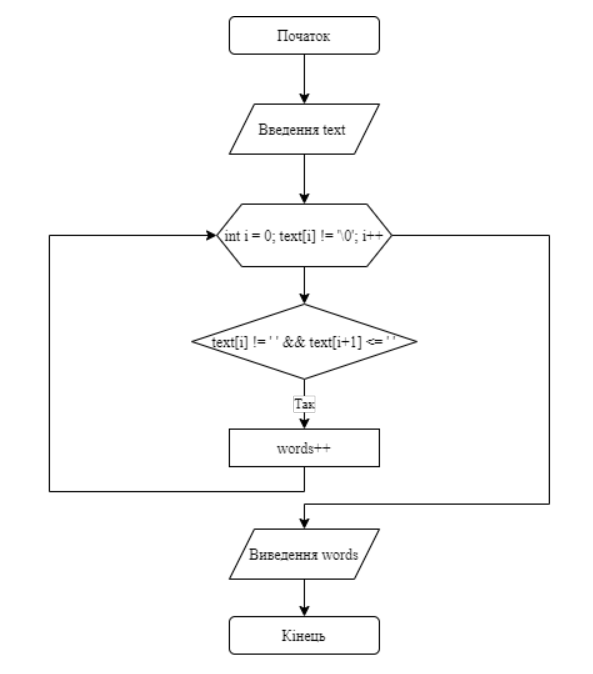 Початок
Введення text
int i = 0; text[i] != '\0'; i++
text[i] != ' ' && text[i+1] <= ' '
Так
words++
Виведення words
Кінець